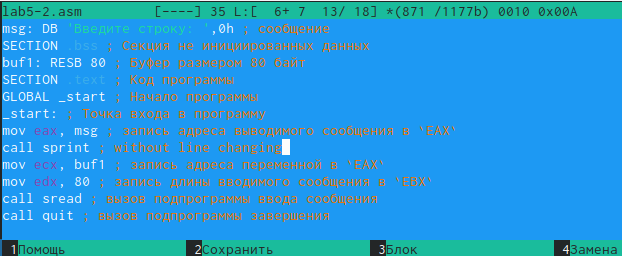 lab5-2.asm [----] 35 L:[ 6+ 7 13/ 18] *(871 /1177b) 0010 0x00A
msg: DB 'Введите строку: ',0h ; сообщение
SECTION .bss ; Секция не инициированных данных
buf1: RESB 80 ; Буфер размером 80 байт
SECTION .text ; Код программы
GLOBAL _start ; Начало программы
_start: ; Точка входа в программу
mov eax, msg ; запись адреса выводимого сообщения в `EAX`
call sprint ; without line changing
mov ecx, buf1 ; запись адреса переменной в `EAX`
mov edx, 80 ; запись длины вводимого сообщения в `EBX`
call sread ; вызов подпрограммы ввода сообщения
call quit ; вызов подпрограммы завершения
1Помощь 2Сохранить 3Блок 4Замена